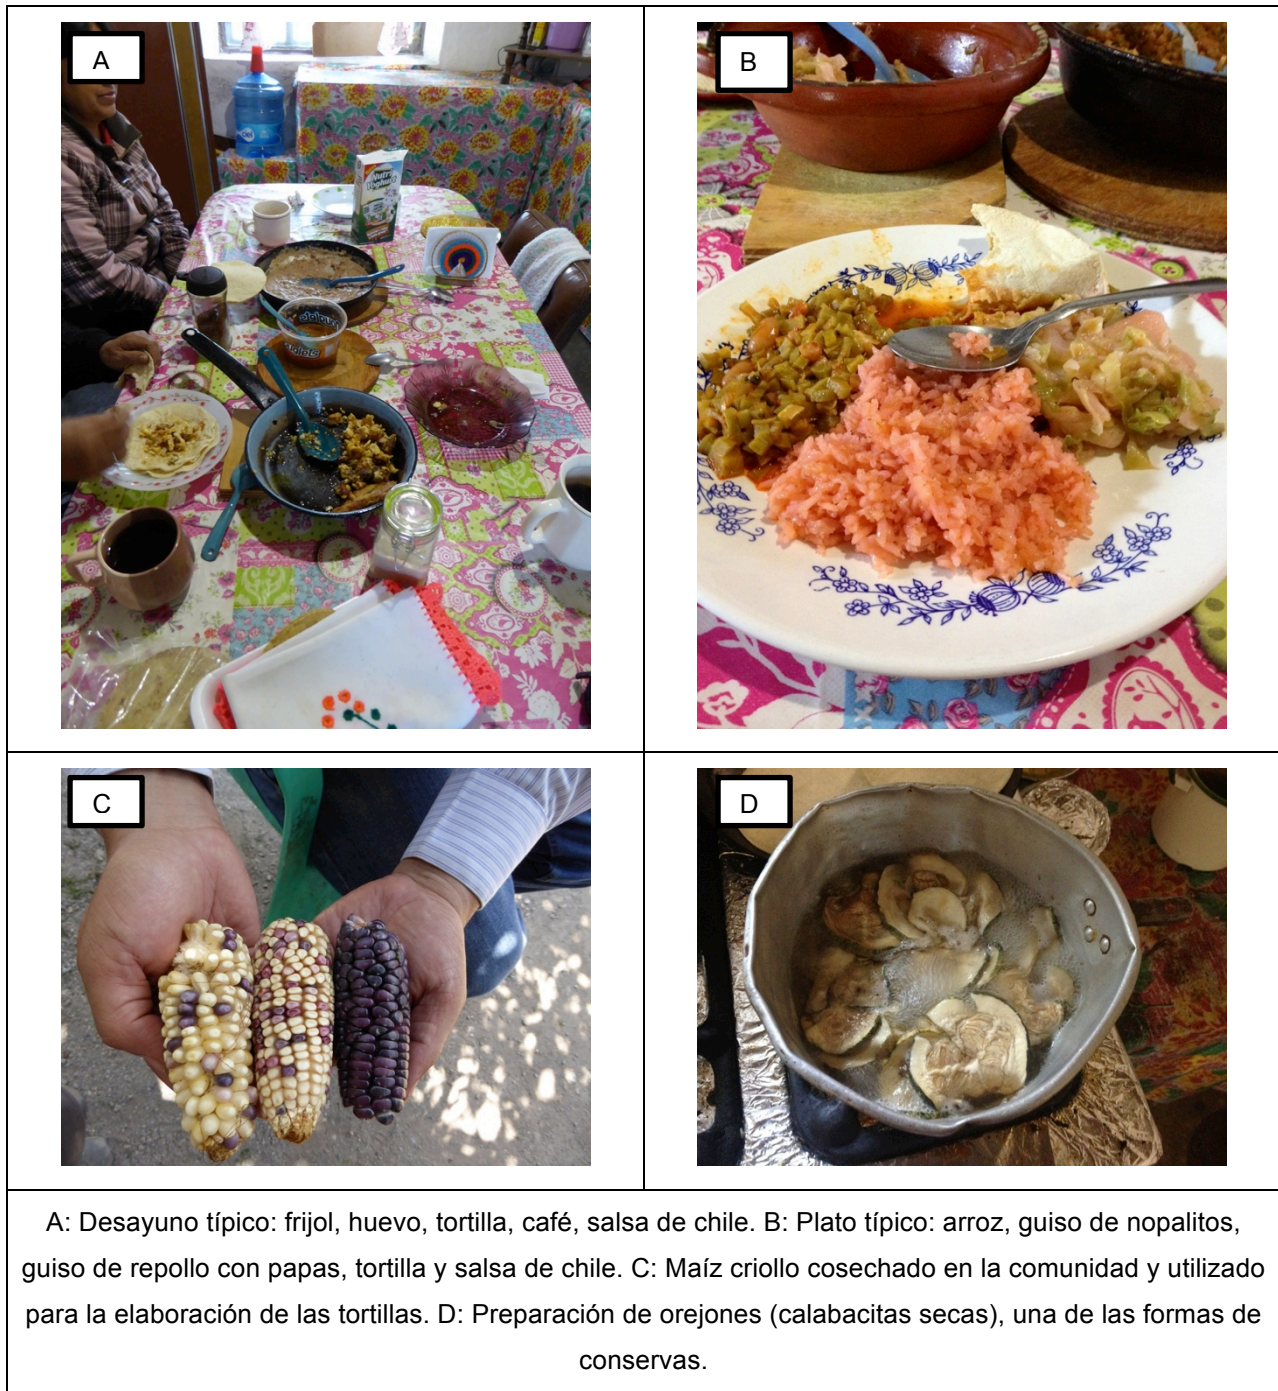 A
B
Nutri
Yoghurt
C
D
A: Desayuno típico: frijol, huevo, tortilla, café, salsa de chile. B: Plato típico: arroz, guiso de nopalitos,
guiso de repollo con papas, tortilla y salsa de chile. C: Maíz criollo cosechado en la comunidad y utilizado
para la elaboración de las tortillas. D: Preparación de orejones (calabacitas secas), una de las formas de
conservas.